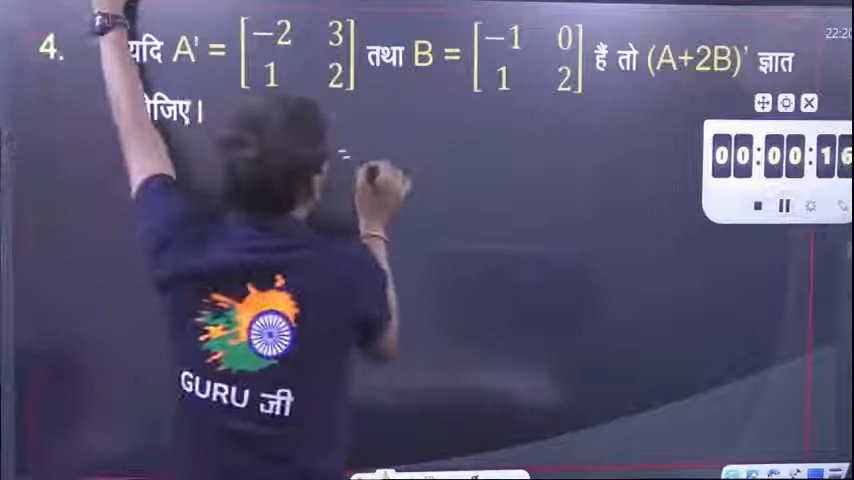 4. यदि A' = [-2 3; 1 2] तथा B = [-1 0; 1 2] हैं तो (A+2B)' ज्ञात
कीजिए।
=
22:20
00:00:16
GURU जी